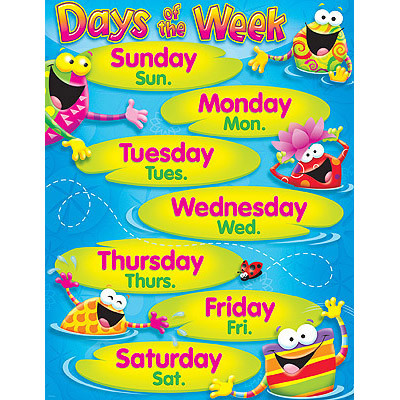 Days of the Week
Sunday
Sun.
Monday
Mon.
Tuesday
Tues.
Wednesday
Wed.
Thursday
Thurs.
Friday
Fri.
Saturday
Sat.